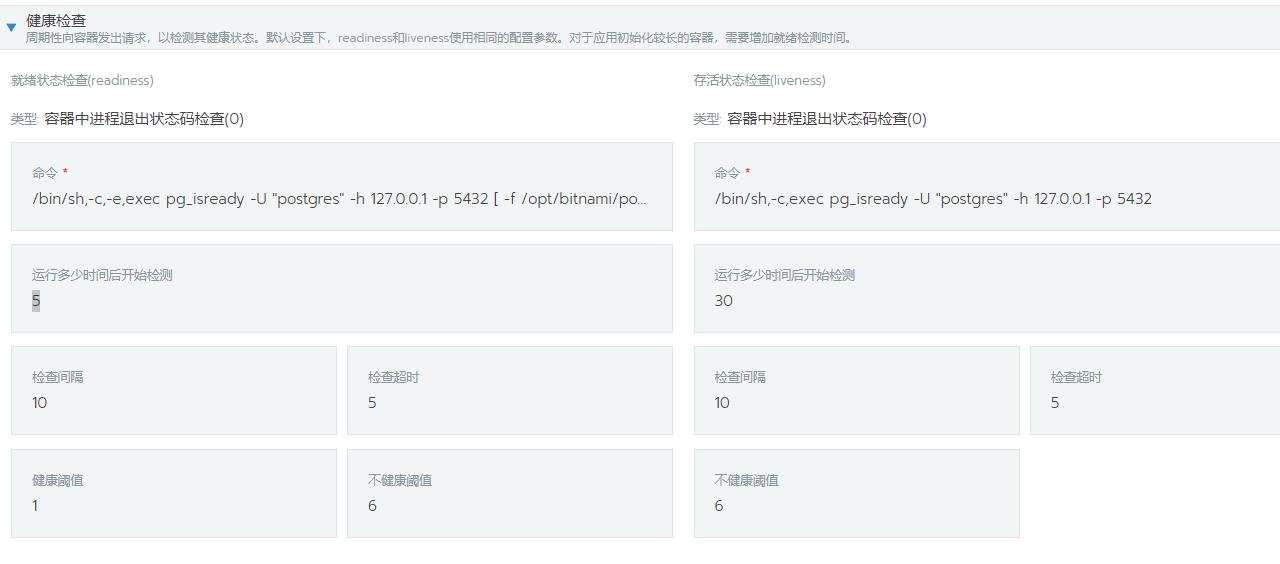 健康检查
周期性向容器发出请求，以检测其健康状态。默认设置下，readiness和liveness使用相同的配置参数。对于应用初始化较长的容器，需要增加就绪检测时间。
就绪状态检查(readiness)
类型: 容器中进程退出状态码检查(0)
命令 *
/bin/sh,-c,-e,exec pg_isready -U "postgres" -h 127.0.0.1 -p 5432 [ -f /opt/bitnami/po...
运行多少时间后开始检测
5
检查间隔
10
检查超时
5
健康阈值
1
不健康阈值
6
存活状态检查(liveness)
类型: 容器中进程退出状态码检查(0)
命令 *
/bin/sh,-c,exec pg_isready -U "postgres" -h 127.0.0.1 -p 5432
运行多少时间后开始检测
30
检查间隔
10
检查超时
5
不健康阈值
6